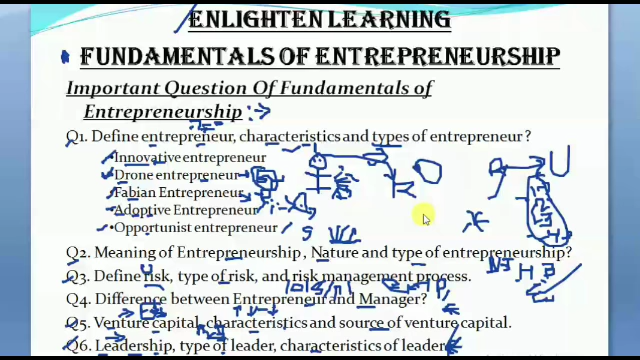 ENLIGHTEN LEARNING
• FUNDAMENTALS OF ENTREPRENEURSHIP
Important Question Of Fundamentals of
Entrepreneurship :->
Q1. Define entrepreneur, characteristics and types of entrepreneur?
• Innovative entrepreneur
• Drone entrepreneur
• Fabian Entrepreneur
• Adoptive Entrepreneur
• Opportunist entrepreneur
Q2. Meaning of Entrepreneurship, Nature and type of entrepreneurship?
Q3. Define risk, type of risk, and risk management process.
Q4. Difference between Entrepreneur and Manager?
Q5. Venture capital, characteristics and source of venture capital.
Q6. Leadership, type of leader, characteristics of leader